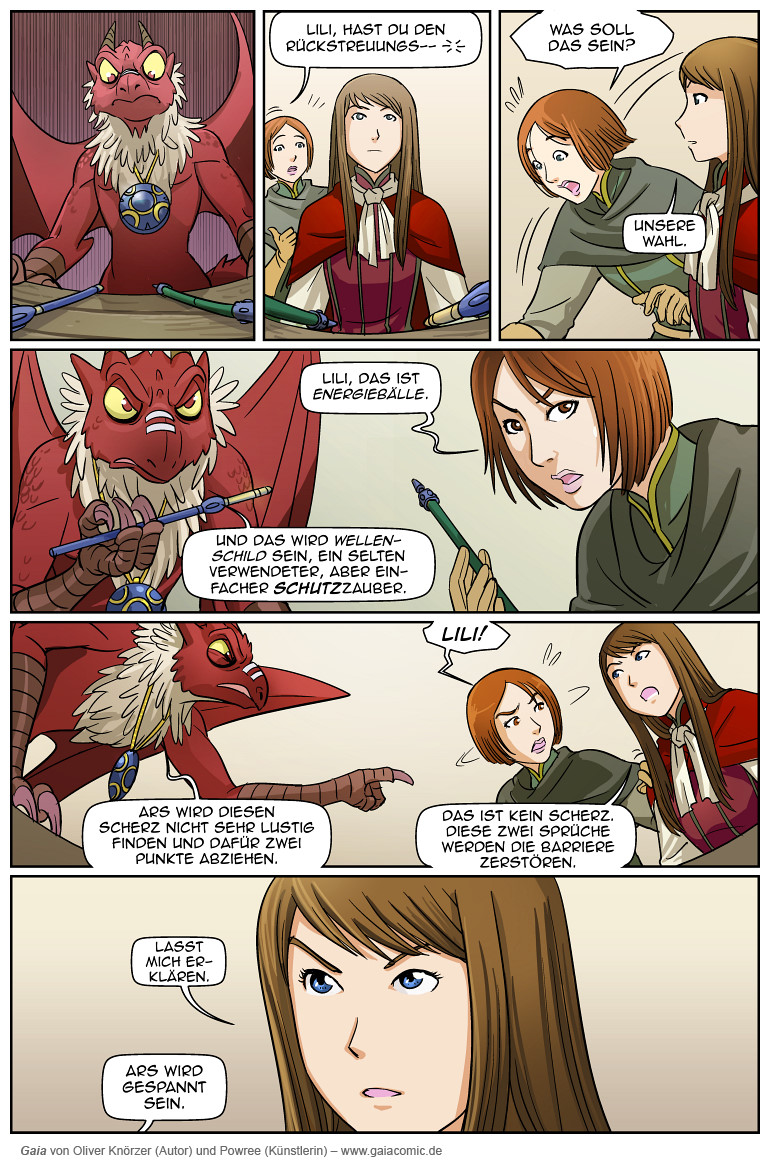 LILI, HAST DU DEN
RÜCKSTREUUNGS--
WAS SOLL
DAS SEIN?
UNSERE
WAHL.
LILI, DAS IST
ENERGIEBÄLLE.
UND DAS WIRD WELLEN-
SCHILD SEIN, EIN SELTEN
VERWENDETER, ABER EIN-
FACHER SCHUTZZAUBER.
LILI!
ARS WIRD DIESEN
SCHERZ NICHT SEHR LUSTIG
FINDEN UND DAFÜR ZWEI
PUNKTE ABZIEHEN.
DAS IST KEIN SCHERZ.
DIESE ZWEI SPRÜCHE
WERDEN DIE BARRIERE
ZERSTÖREN.
LASST
MICH ER-
KLÄREN.
ARS WIRD
GESPANNT
SEIN.
Gaia von Oliver Knörzer (Autor) und Powree (Künstlerin) – www.gaiacomic.de